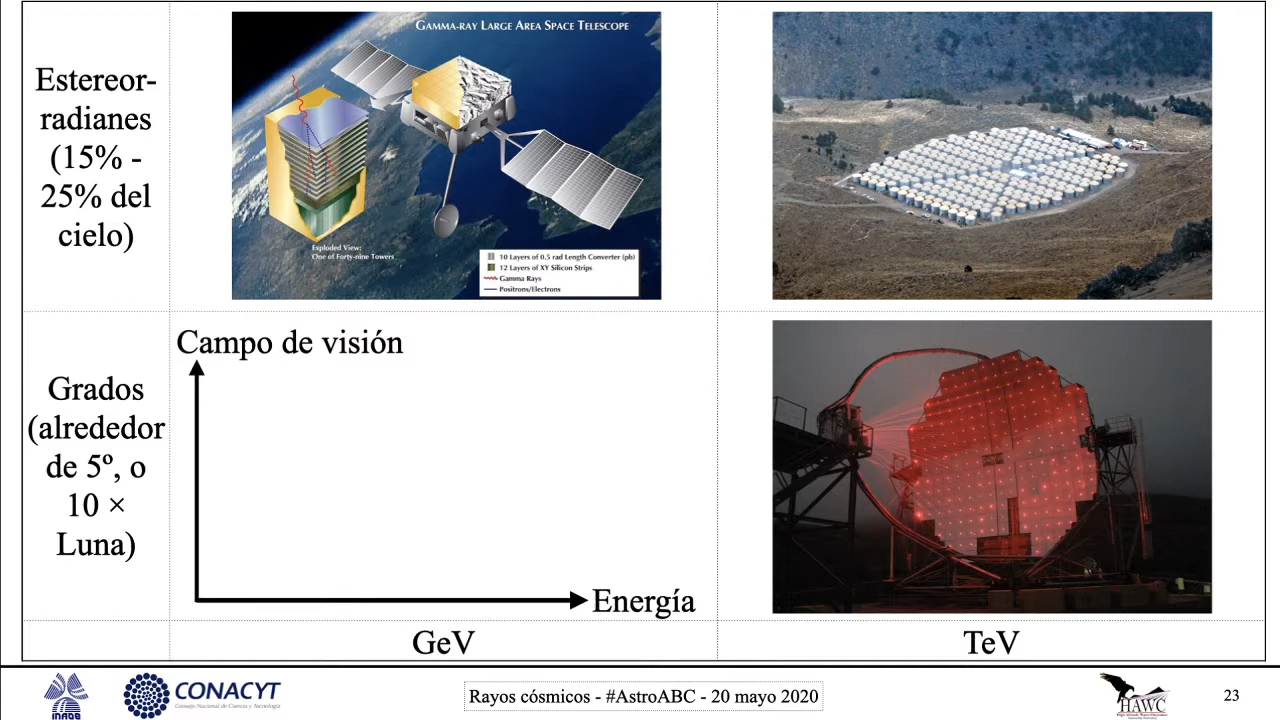 Estereor-
radianes
(15% -
25% del
cielo)
GAMMA-RAY LARGE AREA SPACE TELESCOPE
Exploded View:
One of Forty-nine Towers
10 Layers of 0.5 rad Length Converter (pb)
12 Layers of XY Silicon Strips
Gamma Rays
Positrons/Electrons
Grados
(alrededor
de 5º, o
10 ×
Luna)
Campo de visión
Energía
GeV
TeV
INAOE
CONACYT
Consejo Nacional de Ciencia y Tecnología
Rayos cósmicos - #AstroABC - 20 mayo 2020
HAWC
23